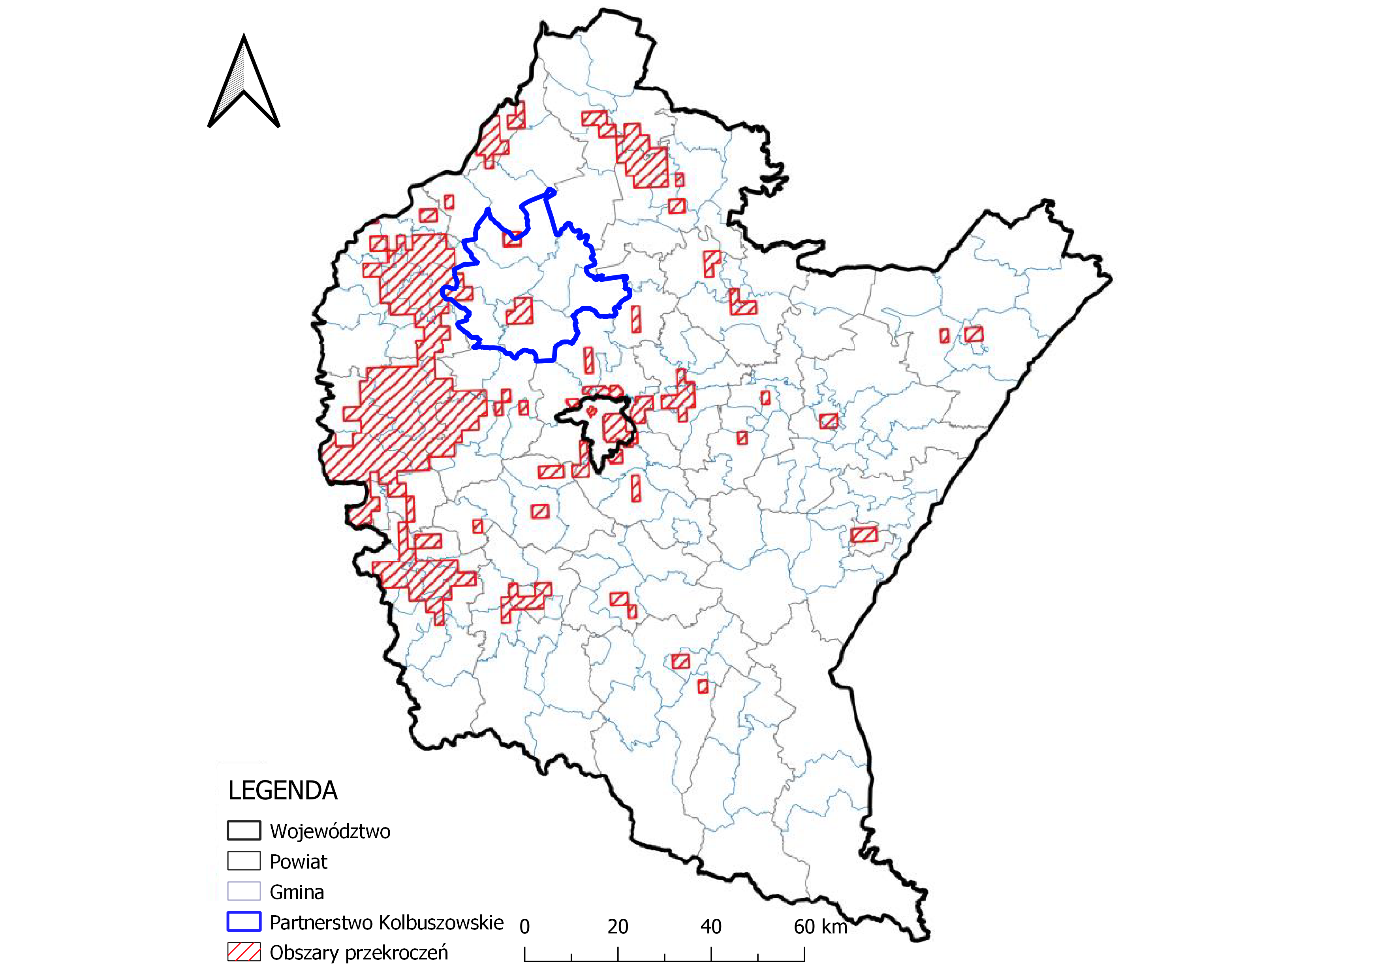 LEGENDA
Województwo
Powiat
Gmina
Partnerstwo Kolbuszowskie
Obszary przekroczeń
0 20 40 60 km